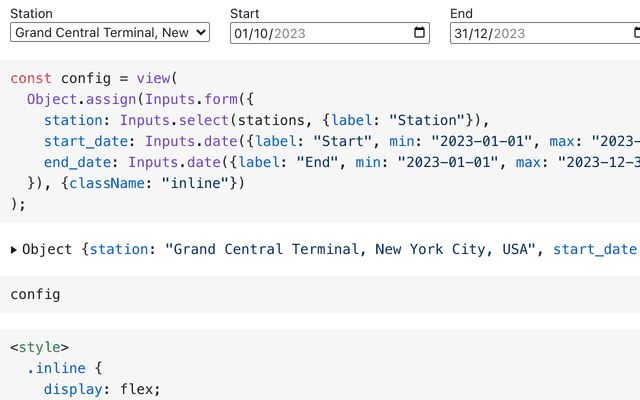 Station Start End
Grand Central Terminal, New 01/10/2023 31/12/2023
const config = view(
  Object.assign(Inputs.form({
    station: Inputs.select(stations, {label: "Station"}),
    start_date: Inputs.date({label: "Start", min: "2023-01-01", max: "2023-
    end_date: Inputs.date({label: "End", min: "2023-01-01", max: "2023-12-3
  }), {className: "inline"})
);
Object {station: "Grand Central Terminal, New York City, USA", start_date
config
<style>
  .inline {
    display: flex;